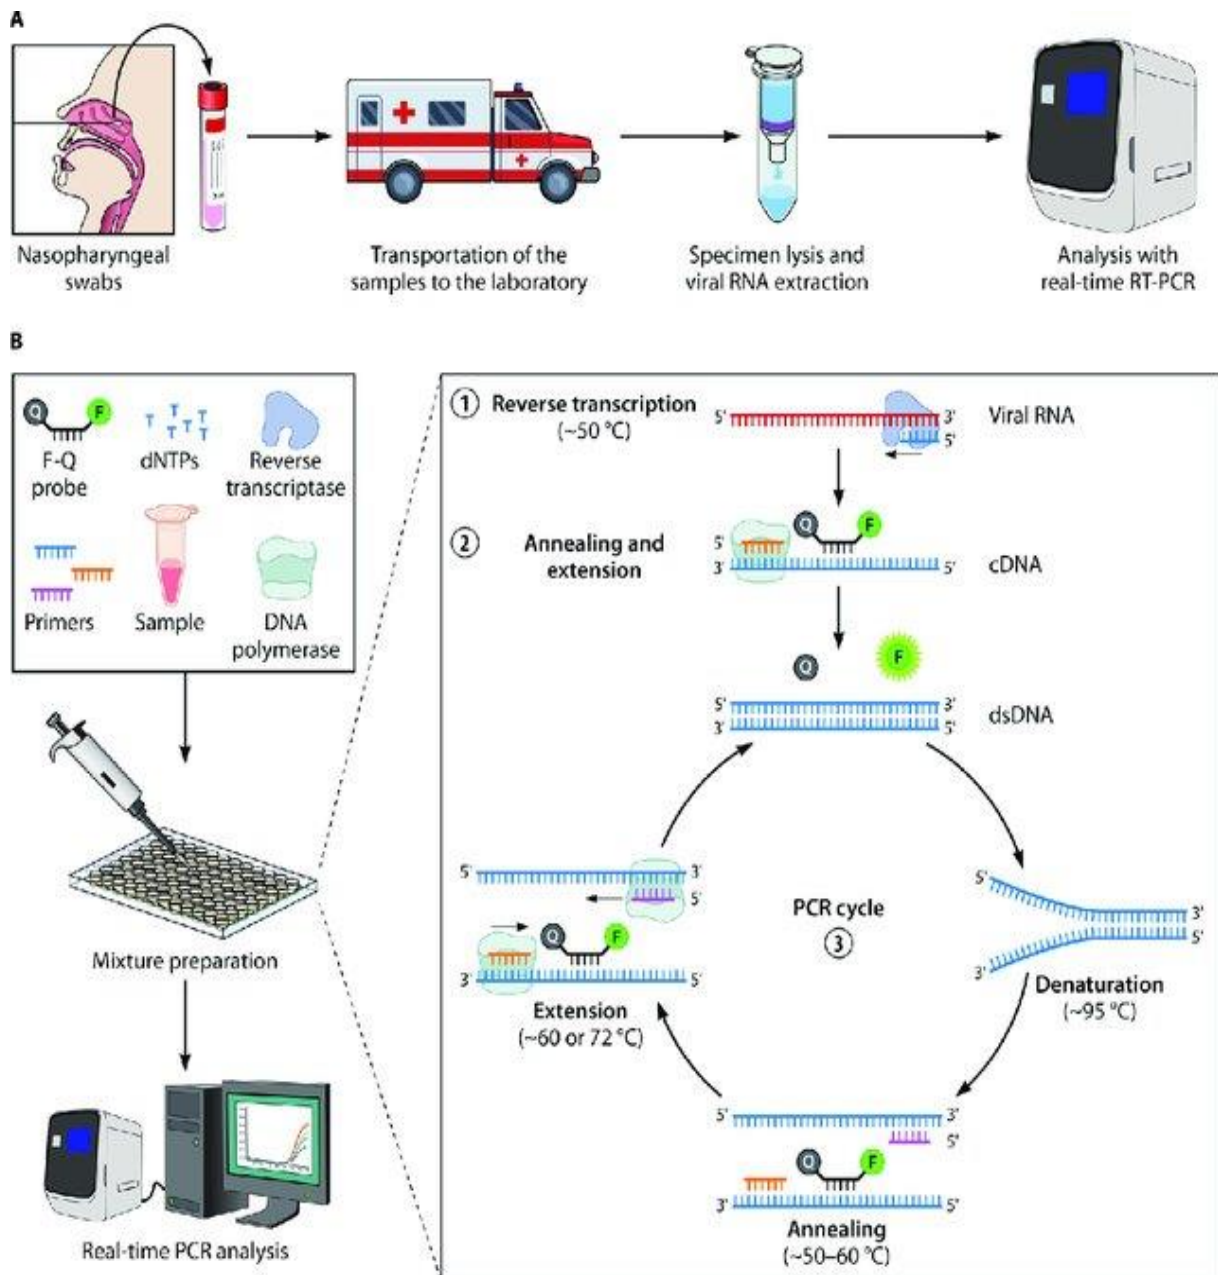 A
Nasopharyngeal
swabs
Transportation of the
samples to the laboratory
Specimen lysis and
viral RNA extraction
Analysis with
real-time RT-PCR
B
Q F
F-Q
probe
dNTPs
Reverse
transcriptase
Primers
Sample
DNA
polymerase
Mixture preparation
Real-time PCR analysis
1 Reverse transcription
(~50 °C)
5' 3'
5'
Viral RNA
2 Annealing and
extension
Q F
5'
3' 5'
cDNA
Q F
5' 3'
3' 5'
dsDNA
PCR cycle
3
5'
3'
3'
5'
Denaturation
(~95 °C)
5' 3'
5'
Q F
3' 5'
Annealing
(~50–60 °C)
5' 3'
5'
Q F
3' 5'
Extension
(~60 or 72 °C)